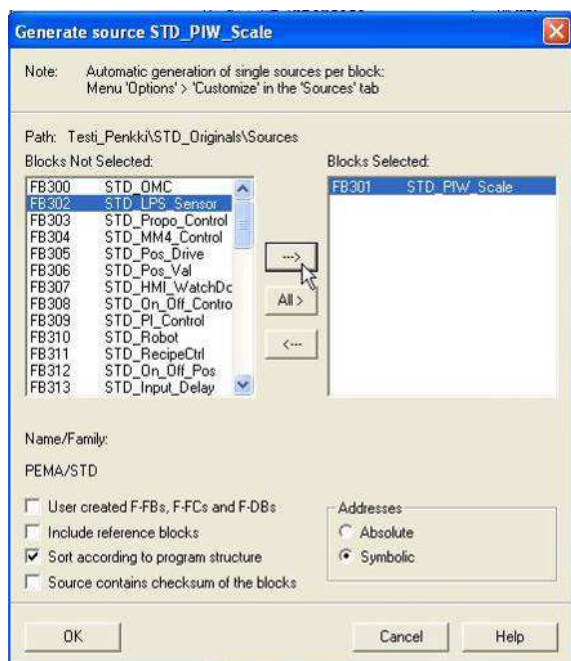 Generate source STD_PIW_Scale
Note: Automatic generation of single sources per block:
Menu 'Options' > 'Customize' in the 'Sources' tab
Path: Testi_Penkki\STD_Originals\Sources
Blocks Not Selected:
FB300 STD_OMC
FB302 STD_LPS_Sensor
FB303 STD_Propo_Control
FB304 STD_MM4_Control
FB305 STD_Pos_Drive
FB306 STD_Pos_Val
FB307 STD_HMI_WatchDc
FB308 STD_On_Off_Contro
FB309 STD_PI_Control
FB310 STD_Robot
FB311 STD_RecipeCtrl
FB312 STD_On_Off_Pos
FB313 STD_Input_Delay
--->
All >
<---
Blocks Selected:
FB301 STD_PIW_Scale
Name/Family:
PEMA/STD
User created F-FBs, F-FCs and F-DBs
Include reference blocks
Sort according to program structure
Source contains checksum of the blocks
Addresses
Absolute
Symbolic
OK
Cancel
Help